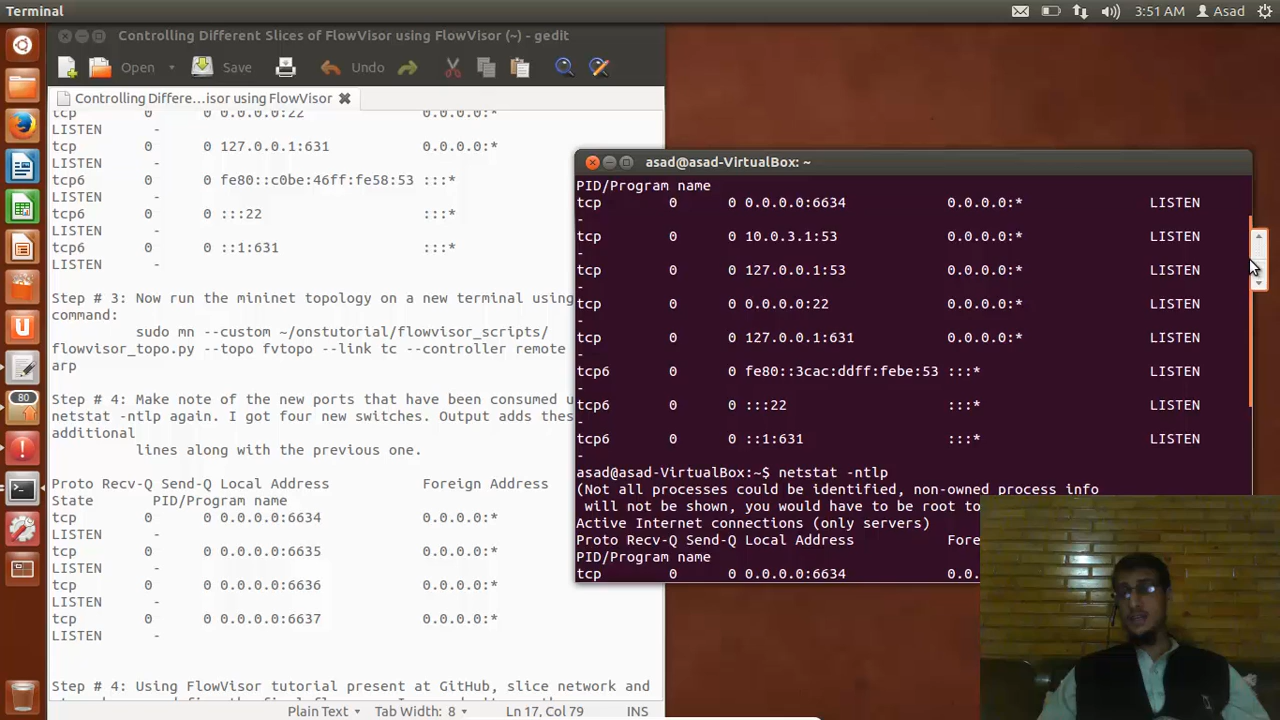 Terminal
3:51 AM
Asad
Controlling Different Slices of FlowVisor using FlowVisor (~) - gedit
Open
Save
Undo
Controlling Differe...isor using FlowVisor
tcp 0 0 0.0.0.0:22 0.0.0.0:*
LISTEN -
tcp 0 0 127.0.0.1:631 0.0.0.0:*
LISTEN -
tcp6 0 0 fe80::c0be:46ff:fe58:53 :::*
LISTEN -
tcp6 0 0 :::22 :::*
LISTEN -
tcp6 0 0 ::1:631 :::*
LISTEN -
Step # 3: Now run the mininet topology on a new terminal using
command:
sudo mn --custom ~/onstutorial/flowvisor_scripts/
flowvisor_topo.py --topo fvtopo --link tc --controller remote
arp
Step # 4: Make note of the new ports that have been consumed u
netstat -ntlp again. I got four new switches. Output adds thes
additional
lines along with the previous one.
Proto Recv-Q Send-Q Local Address Foreign Address
State PID/Program name
tcp 0 0 0.0.0.0:6634 0.0.0.0:*
LISTEN -
tcp 0 0 0.0.0.0:6635 0.0.0.0:*
LISTEN -
tcp 0 0 0.0.0.0:6636 0.0.0.0:*
LISTEN -
tcp 0 0 0.0.0.0:6637 0.0.0.0:*
LISTEN -
Step # 4: Using FlowVisor tutorial present at GitHub, slice network and
Plain Text
Tab Width: 8
Ln 17, Col 79
INS
80
asad@asad-VirtualBox: ~
PID/Program name
tcp 0 0 0.0.0.0:6634 0.0.0.0:* LISTEN
-
tcp 0 0 10.0.3.1:53 0.0.0.0:* LISTEN
-
tcp 0 0 127.0.0.1:53 0.0.0.0:* LISTEN
-
tcp 0 0 0.0.0.0:22 0.0.0.0:* LISTEN
-
tcp 0 0 127.0.0.1:631 0.0.0.0:* LISTEN
-
tcp6 0 0 fe80::3cac:ddff:febe:53 :::* LISTEN
-
tcp6 0 0 :::22 :::* LISTEN
-
tcp6 0 0 ::1:631 :::* LISTEN
-
asad@asad-VirtualBox:~$ netstat -ntlp
(Not all processes could be identified, non-owned process info
will not be shown, you would have to be root to
Active Internet connections (only servers)
Proto Recv-Q Send-Q Local Address Fore
PID/Program name
tcp 0 0 0.0.0.0:6634 0.0.